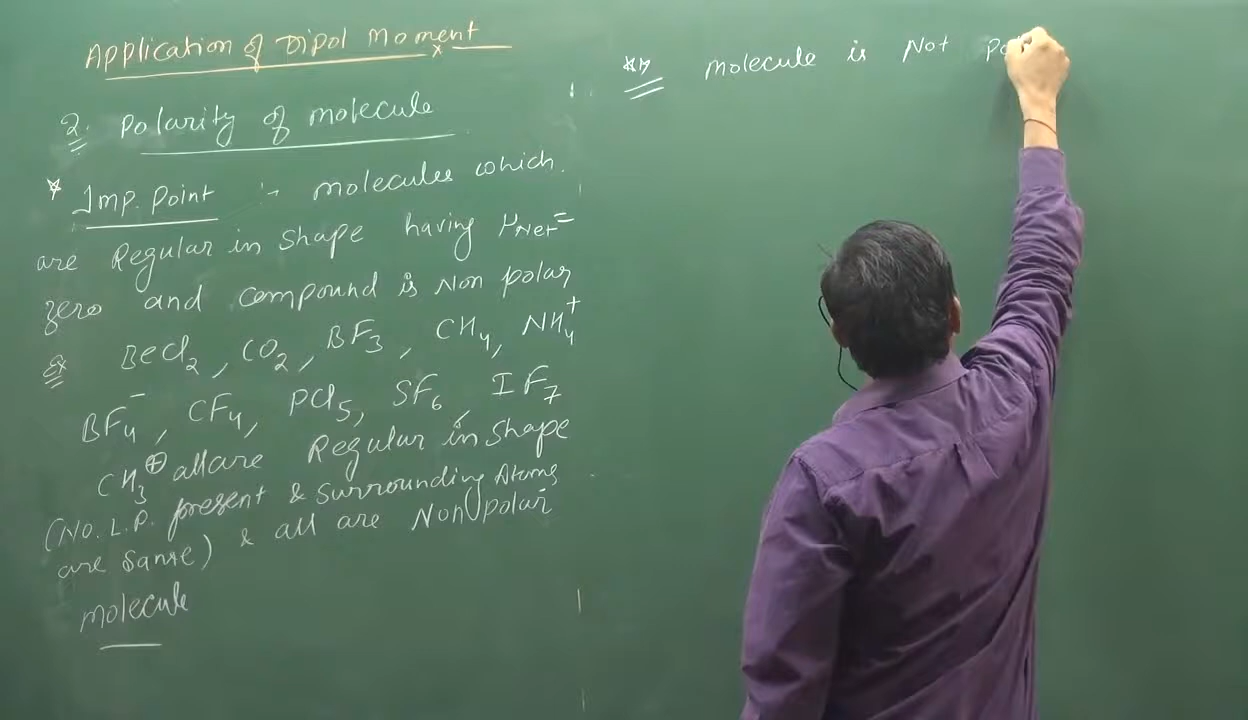 Application of Dipol Moment
2. Polarity of molecule
* Imp. Point :- molecules which
are Regular in shape having μNet =
zero and compound is Non polar
Ex BeCl2, CO2, BF3, CH4, NH4+
BF4-, CF4, PCl5, SF6, IF7
CH3⊕ all are Regular in shape
(No. L.P. present & surrounding Atoms
are same) & all are Non polar
molecule
molecule is Not